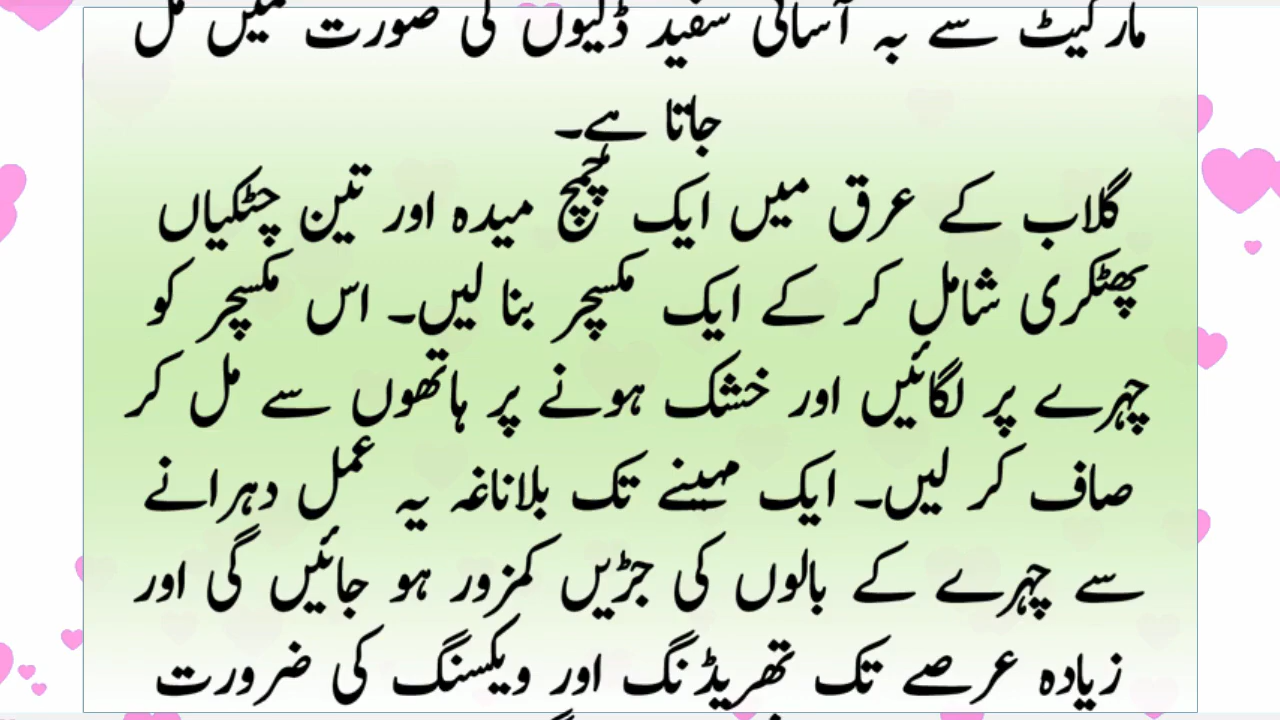 مارکیٹ سے بہ آسانی سفید ڈلیوں کی صورت میں مل
جاتا ہے۔
گلاب کے عرق میں ایک چمچ میدہ اور تین چٹکیاں
پھٹکری شامل کر کے ایک مکسچر بنا لیں۔ اس مکسچر کو
چہرے پر لگائیں اور خشک ہونے پر ہاتھوں سے مل کر
صاف کر لیں۔ ایک مہینے تک بلاناغہ یہ عمل دہرانے
سے چہرے کے بالوں کی جڑیں کمزور ہو جائیں گی اور
زیادہ عرصے تک تھریڈنگ اور ویکسنگ کی ضرورت